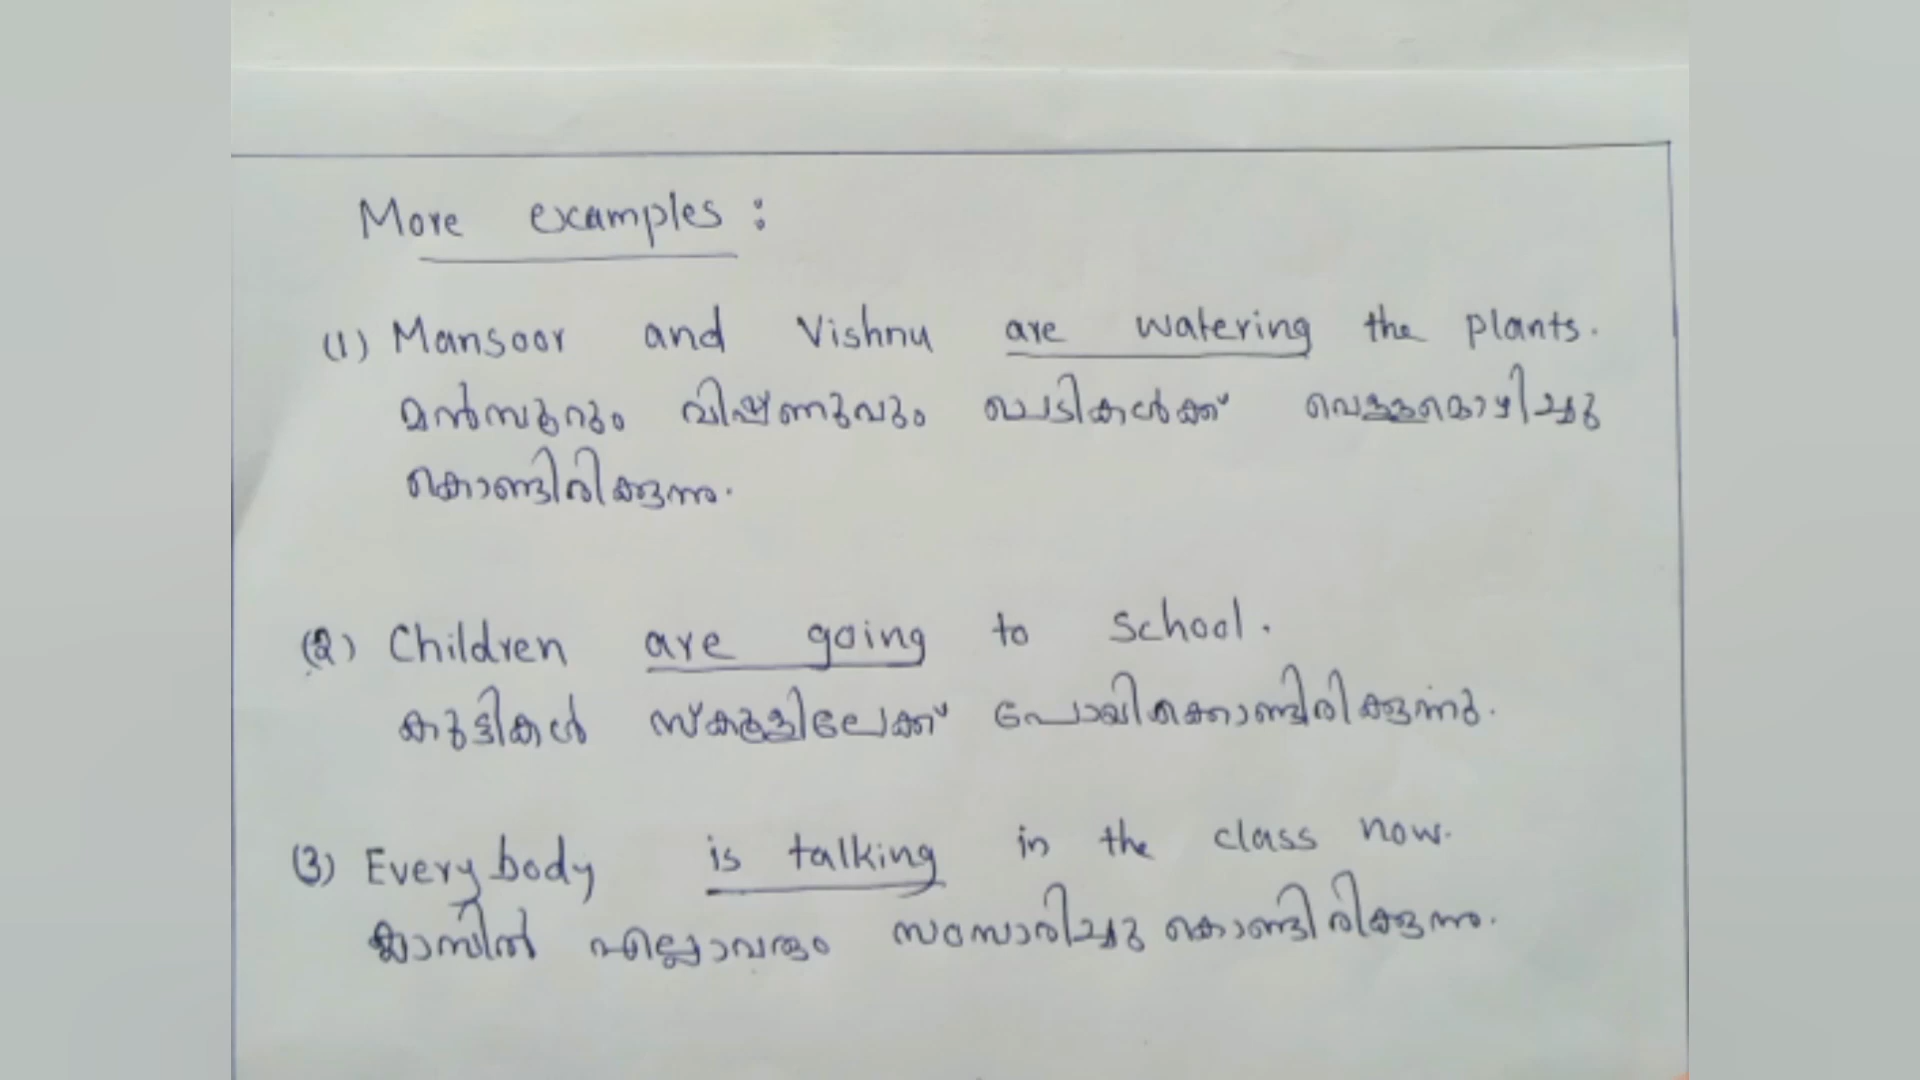 More examples :
(1) Mansoor and Vishnu are watering the plants.
മൻസൂറും വിഷ്ണുവും ചെടികൾക്ക് വെള്ളമൊഴിച്ചു
കൊണ്ടിരിക്കുന്നു.
(2) Children are going to school.
കുട്ടികൾ സ്കൂളിലേക്ക് പോയിക്കൊണ്ടിരിക്കുന്നു.
(3) Everybody is talking in the class now.
ക്ലാസിൽ എല്ലാവരും സംസാരിച്ചു കൊണ്ടിരിക്കുന്നു.